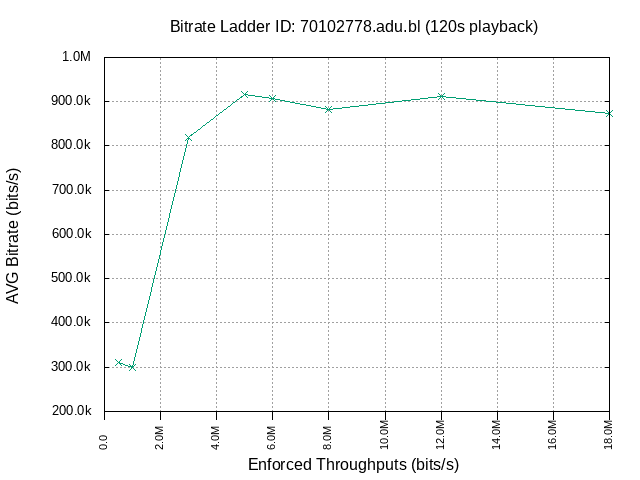 Bitrate Ladder ID: 70102778.adu.bl (120s playback)
1.0M
900.0k
800.0k
700.0k
600.0k
500.0k
400.0k
300.0k
200.0k
AVG Bitrate (bits/s)
0.0
2.0M
4.0M
6.0M
8.0M
10.0M
12.0M
14.0M
16.0M
18.0M
Enforced Throughputs (bits/s)